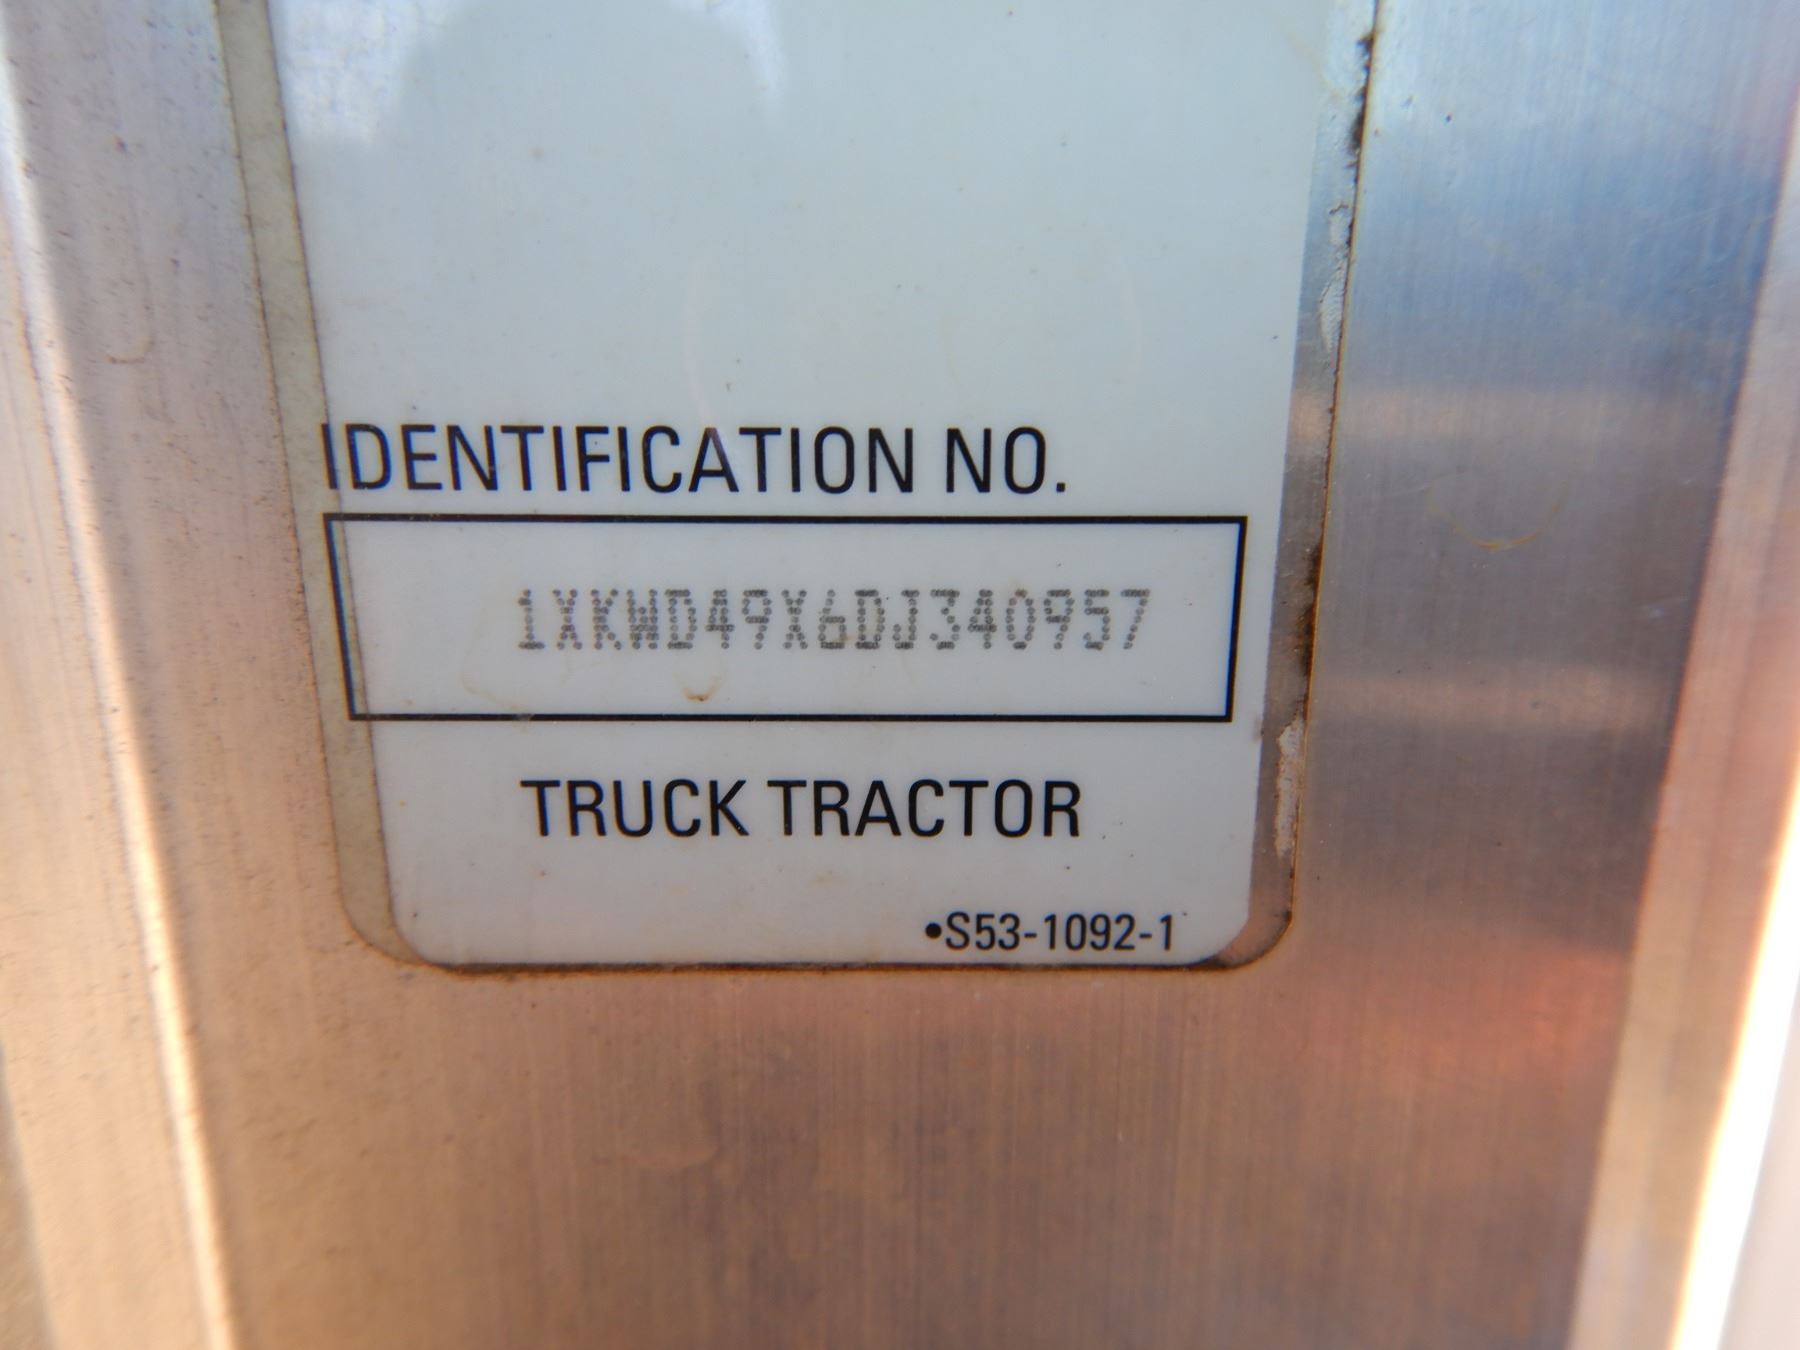 IDENTIFICATION NO.
1XKWD49X6DJ340957
TRUCK TRACTOR
•S53-1092-1